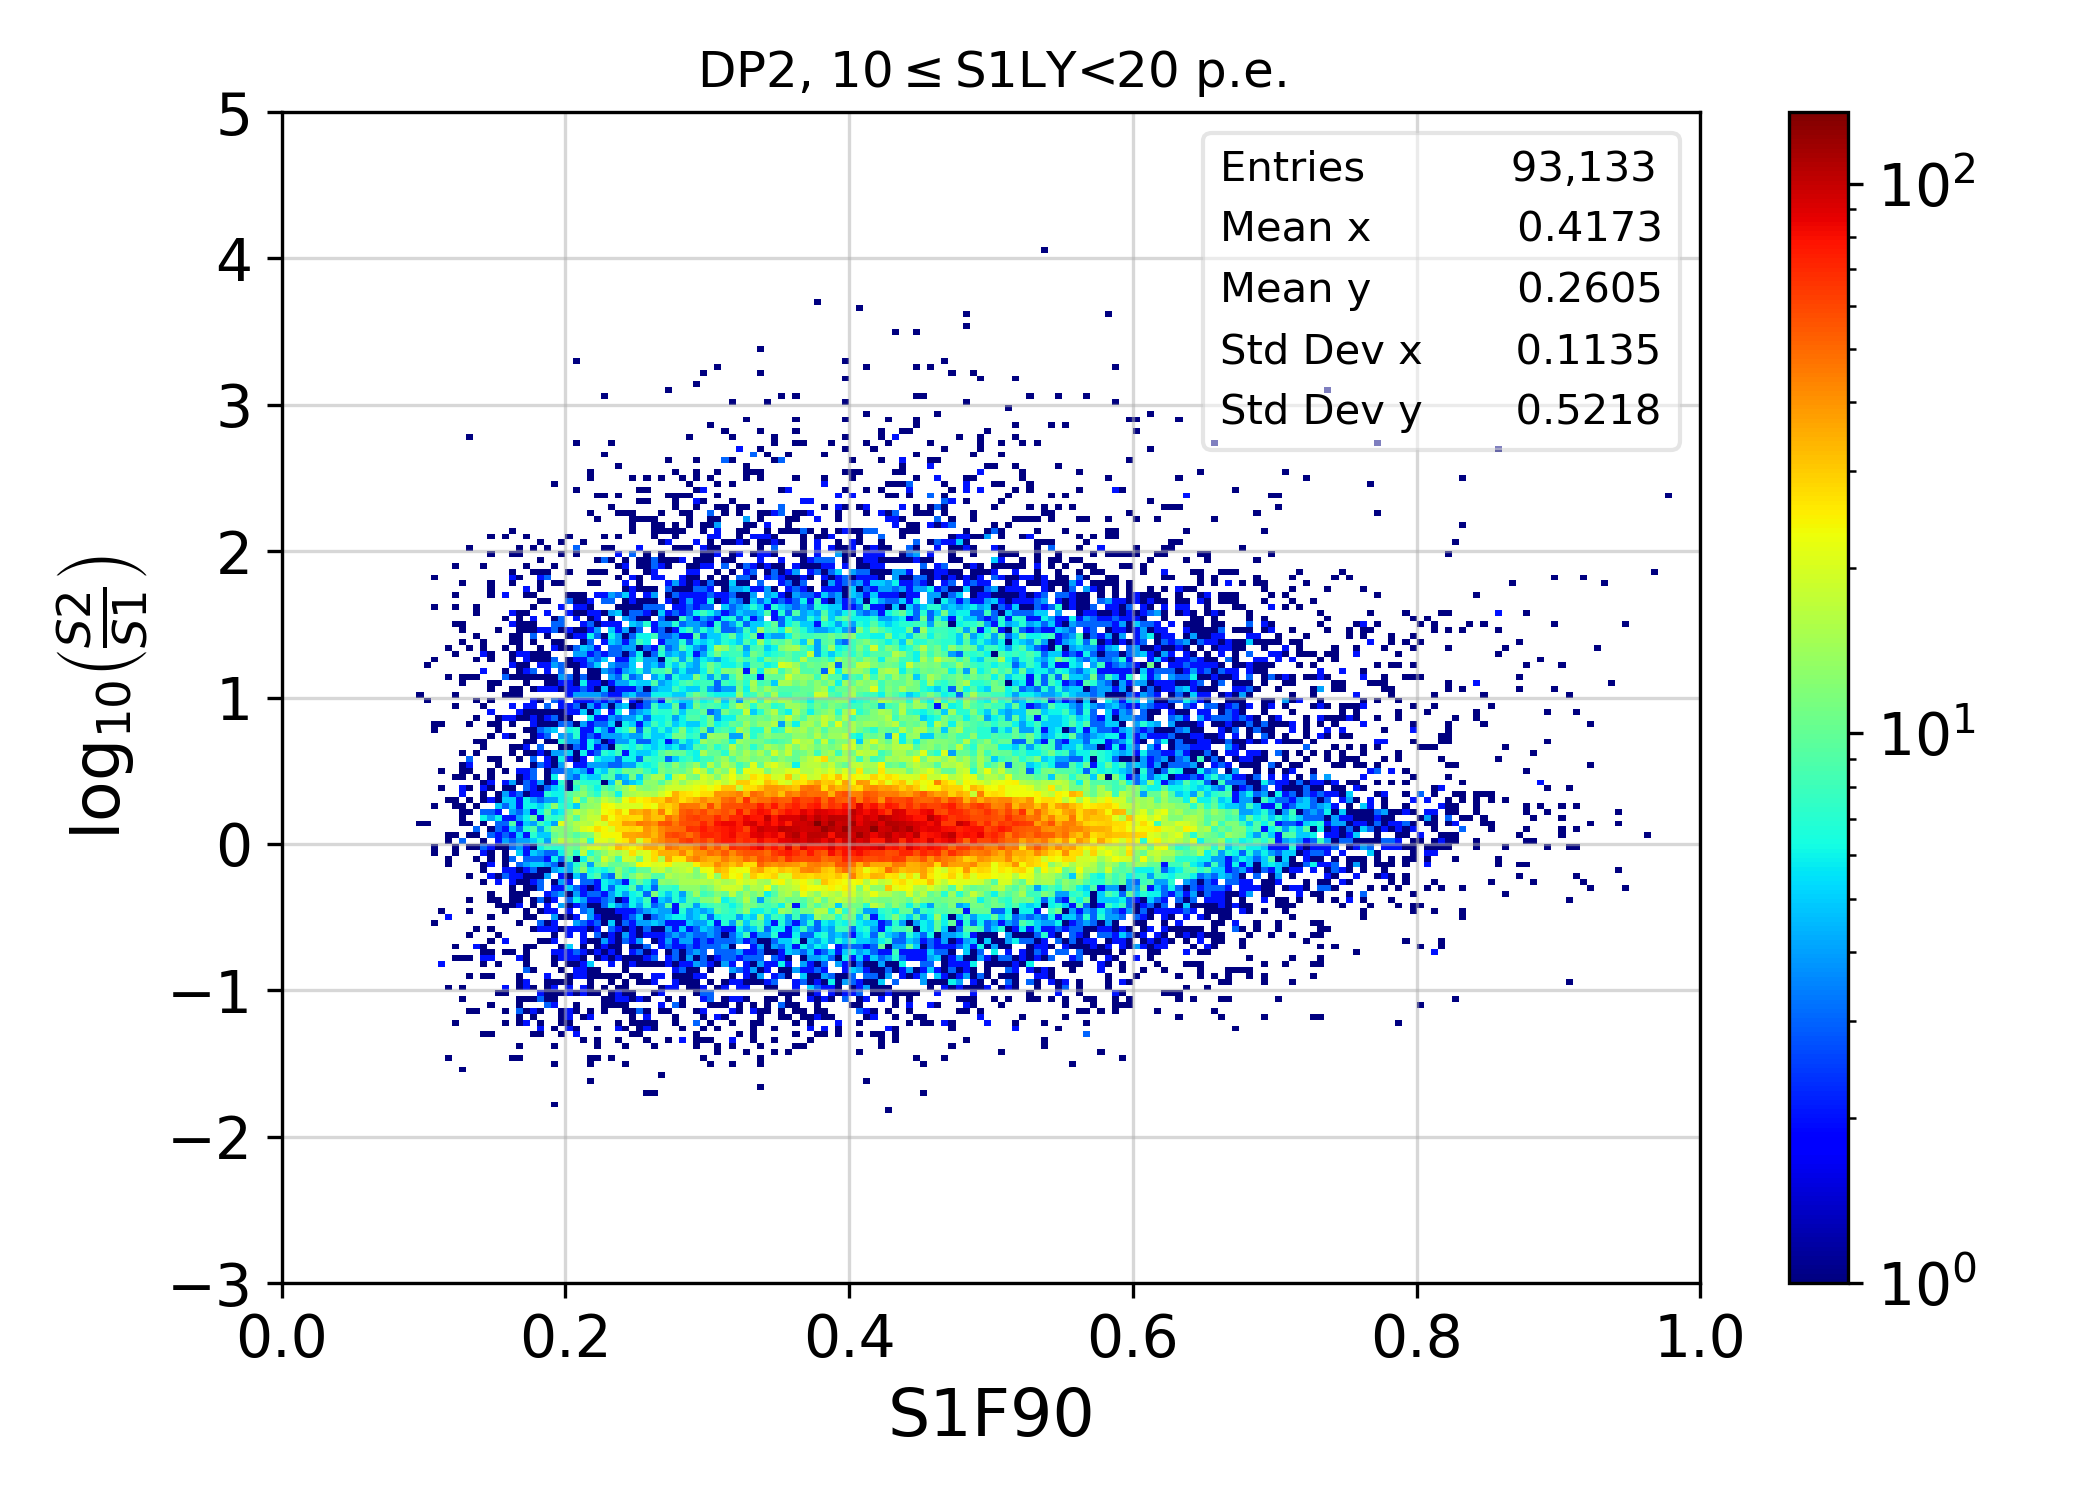 DP2, 10≤S1LY<20 p.e.
Entries 93,133
Mean x 0.4173
Mean y 0.2605
Std Dev x 0.1135
Std Dev y 0.5218
log₁₀(S2/S1)
5
4
3
2
1
0
−1
−2
−3
0.0 0.2 0.4 0.6 0.8 1.0
S1F90
10²
10¹
10⁰